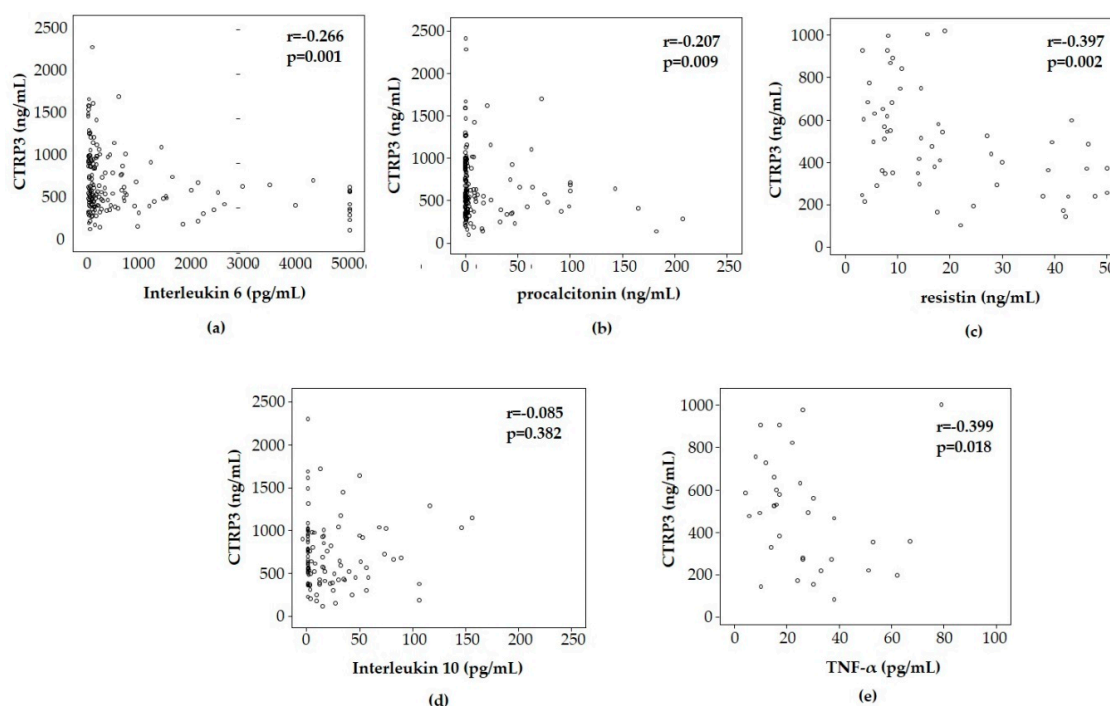 2500
2000
1500
1000
500
0
CTRP3 (ng/mL)
r=-0.266
p=0.001
0 1000 2000 3000 4000 5000
Interleukin 6 (pg/mL)
(a)
2500
2000
1500
1000
500
0
CTRP3 (ng/mL)
r=-0.207
p=0.009
0 50 100 150 200 250
procalcitonin (ng/mL)
(b)
1000
800
600
400
200
0
CTRP3 (ng/mL)
r=-0.397
p=0.002
0 10 20 30 40 50
resistin (ng/mL)
(c)
2500
2000
1500
1000
500
0
CTRP3 (ng/mL)
r=-0.085
p=0.382
0 50 100 150 200 250
Interleukin 10 (pg/mL)
(d)
1000
800
600
400
200
0
CTRP3 (ng/mL)
r=-0.399
p=0.018
0 20 40 60 80 100
TNF-α (pg/mL)
(e)